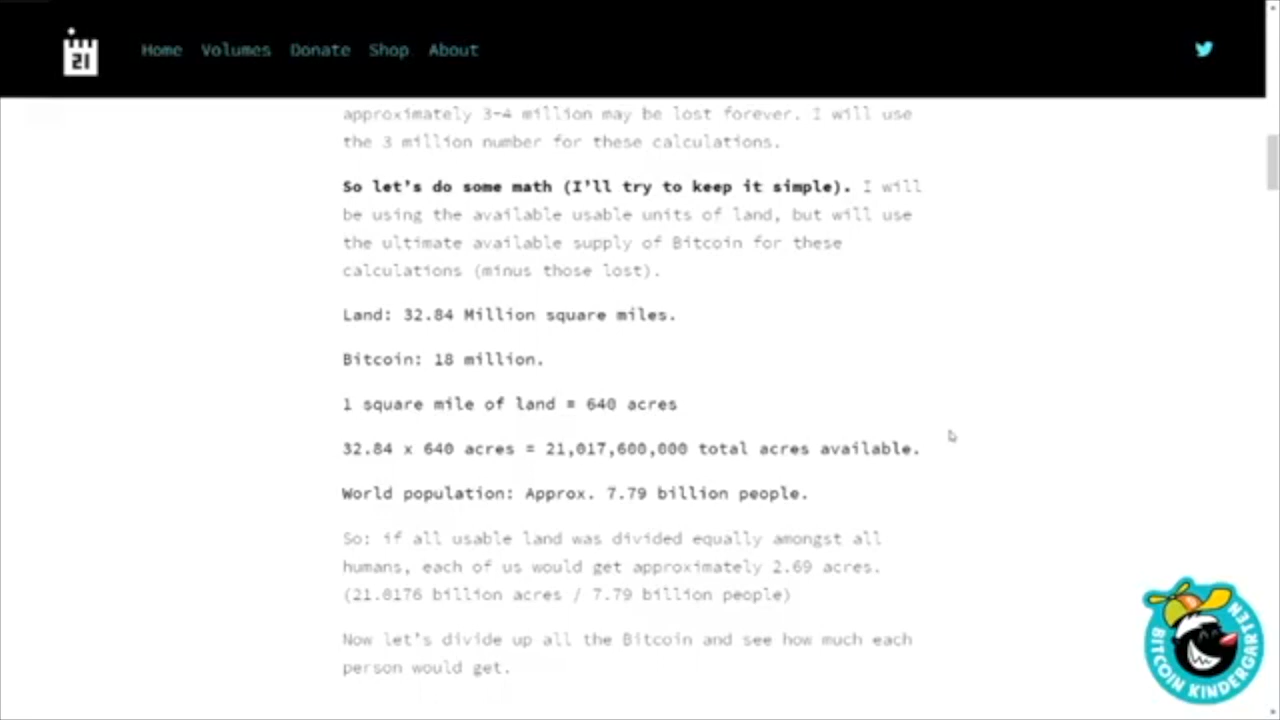 21
Home Volumes Donate Shop About
approximately 3-4 million may be lost forever. I will use
the 3 million number for these calculations.
So let's do some math (I'll try to keep it simple). I will
be using the available usable units of land, but will use
the ultimate available supply of Bitcoin for these
calculations (minus those lost).
Land: 32.84 Million square miles.
Bitcoin: 18 million.
1 square mile of land = 640 acres
32.84 x 640 acres = 21,017,600,000 total acres available.
World population: Approx. 7.79 billion people.
So: if all usable land was divided equally amongst all
humans, each of us would get approximately 2.69 acres.
(21.0176 billion acres / 7.79 billion people)
Now let's divide up all the Bitcoin and see how much each
person would get.
BITCOIN KINDERGARTEN